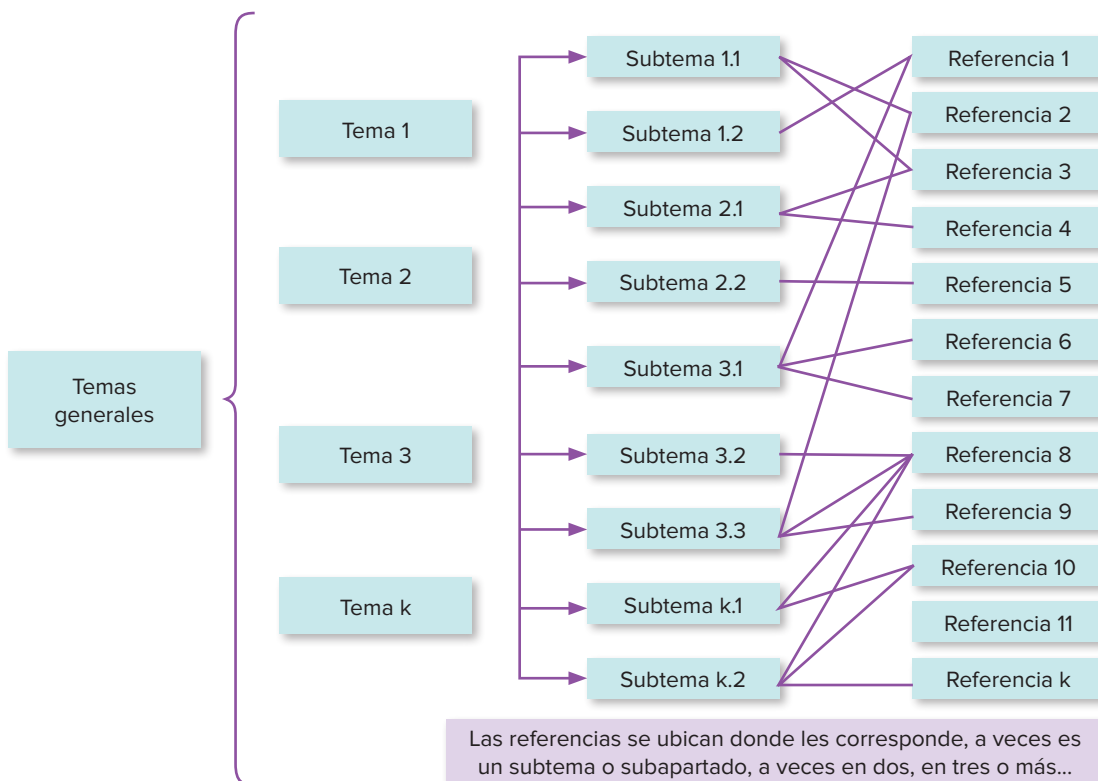 Temas
generales
Tema 1
Tema 2
Tema 3
Tema k
Subtema 1.1
Subtema 1.2
Subtema 2.1
Subtema 2.2
Subtema 3.1
Subtema 3.2
Subtema 3.3
Subtema k.1
Subtema k.2
Referencia 1
Referencia 2
Referencia 3
Referencia 4
Referencia 5
Referencia 6
Referencia 7
Referencia 8
Referencia 9
Referencia 10
Referencia 11
Referencia k
Las referencias se ubican donde les corresponde, a veces es
un subtema o subapartado, a veces en dos, en tres o más...